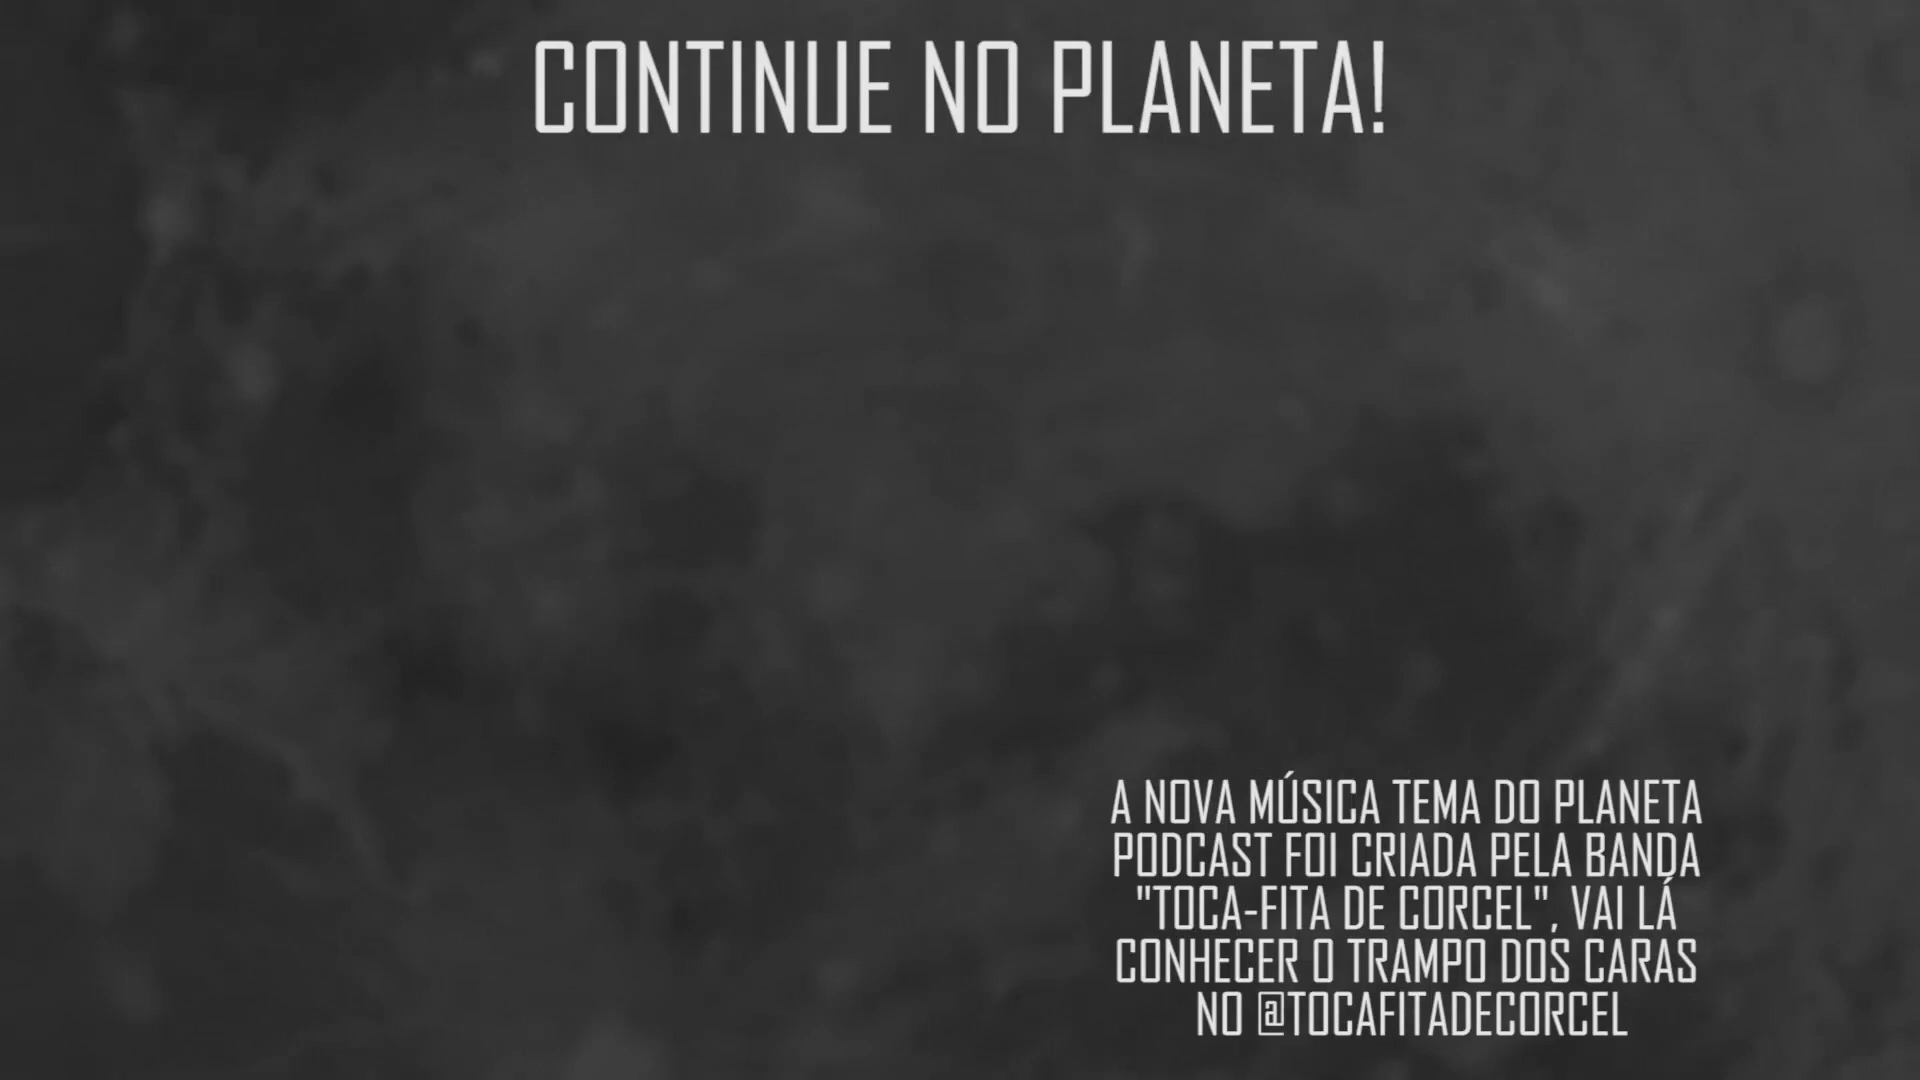 CONTINUE NO PLANETA!
A NOVA MÚSICA TEMA DO PLANETA
PODCAST FOI CRIADA PELA BANDA
"TOCA-FITA DE CORCEL", VAI LÁ
CONHECER O TRAMPO DOS CARAS
NO @TOCAFITADECORCEL